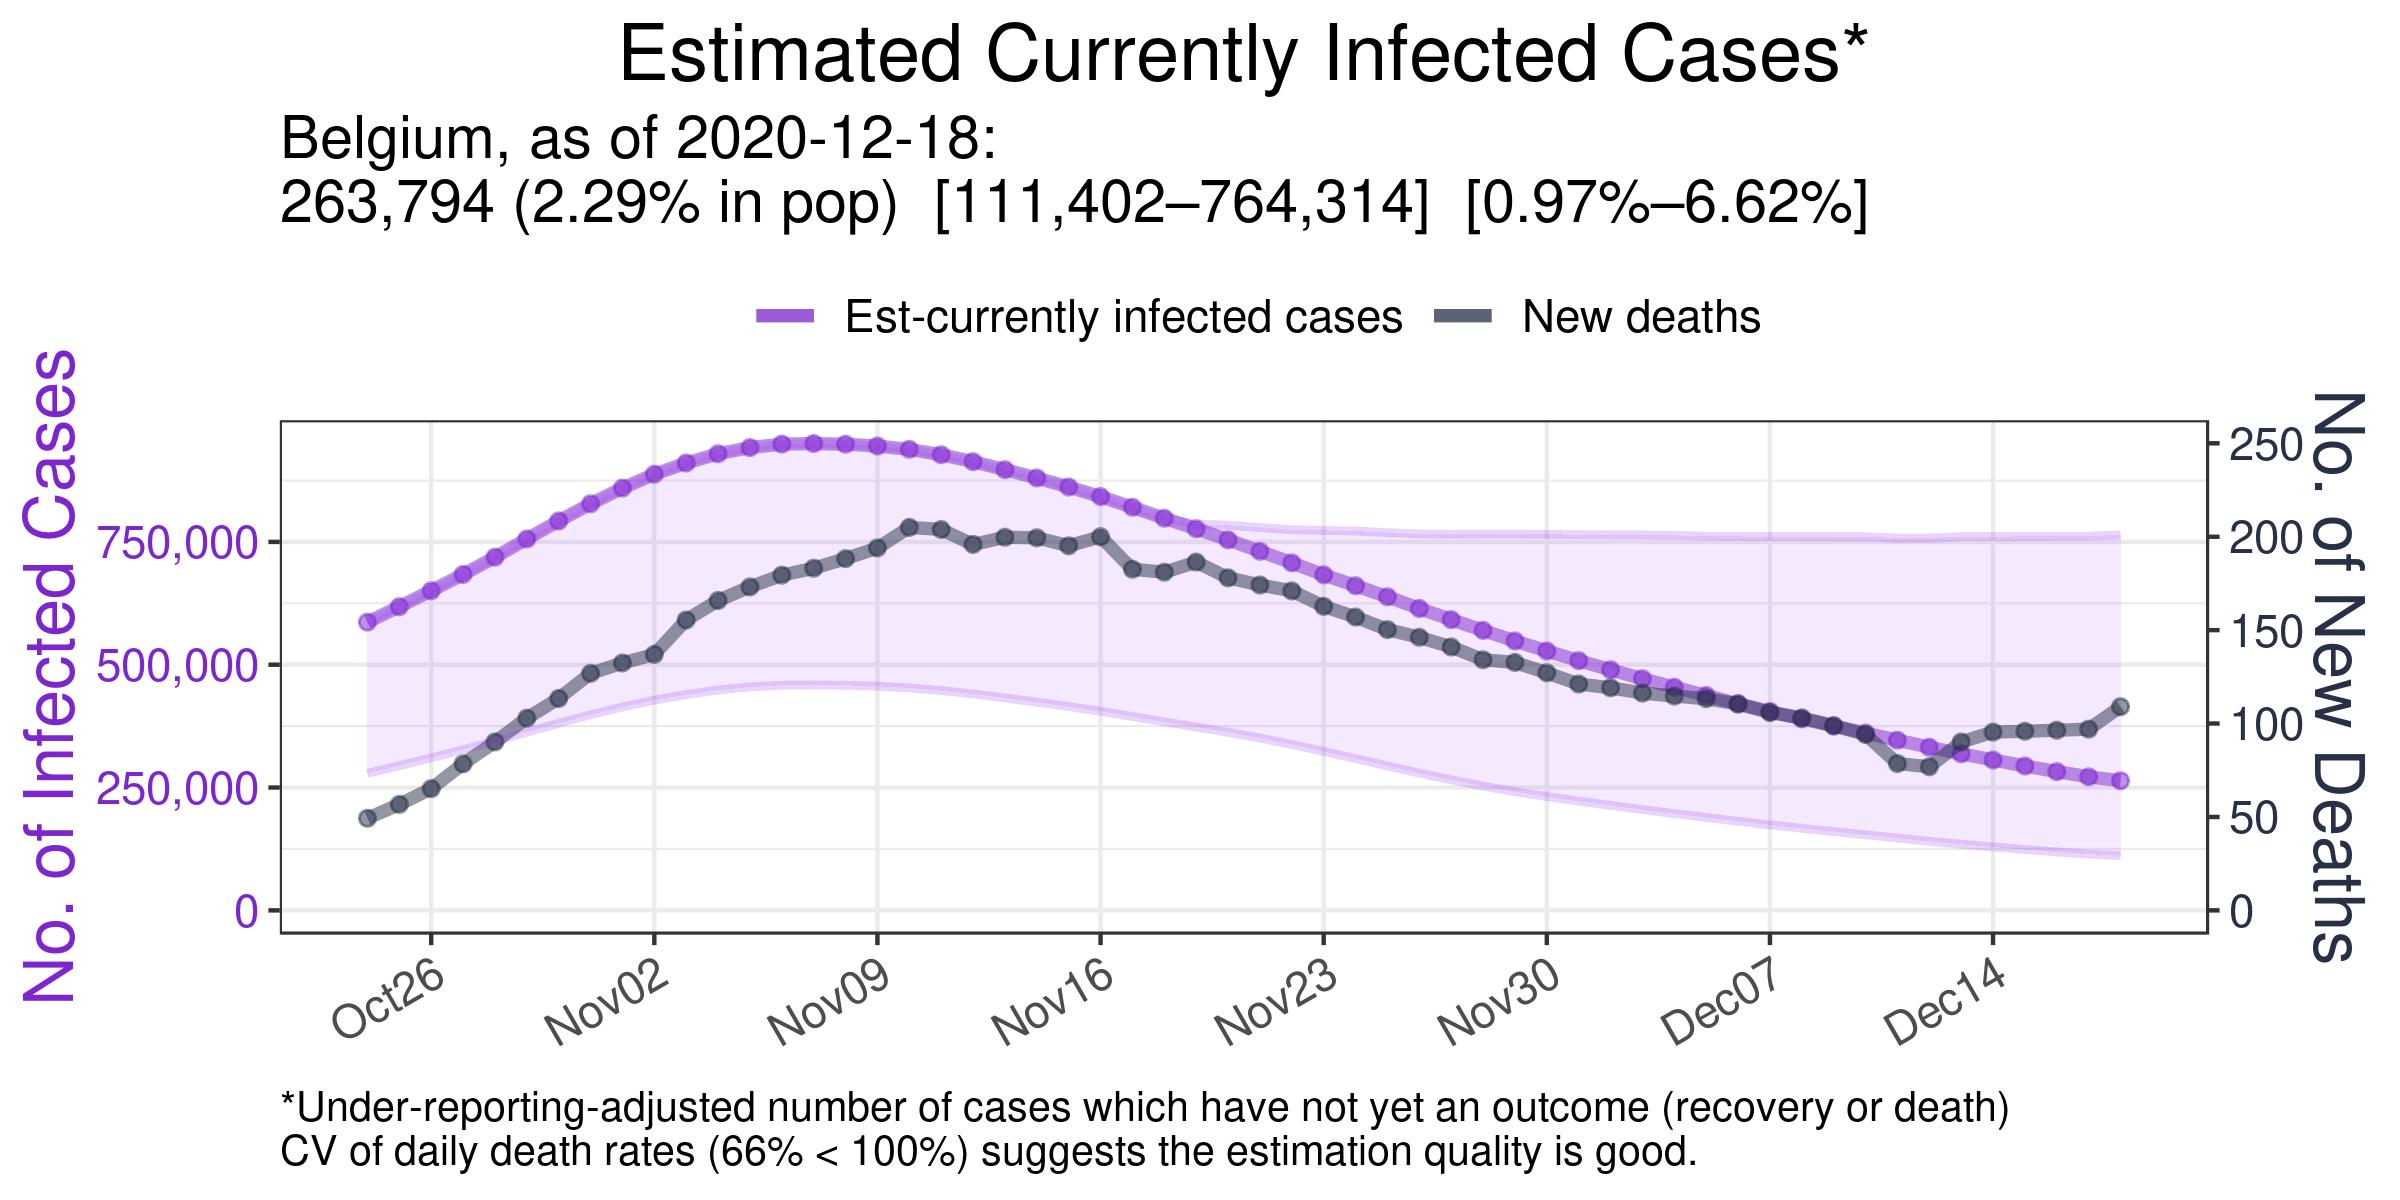 Estimated Currently Infected Cases*
Belgium, as of 2020-12-18:
263,794 (2.29% in pop) [111,402–764,314] [0.97%–6.62%]
Est-currently infected cases
New deaths
No. of Infected Cases
750,000
500,000
250,000
0
No. of New Deaths
250
200
150
100
50
0
Oct26
Nov02
Nov09
Nov16
Nov23
Nov30
Dec07
Dec14
*Under-reporting-adjusted number of cases which have not yet an outcome (recovery or death)
CV of daily death rates (66% < 100%) suggests the estimation quality is good.